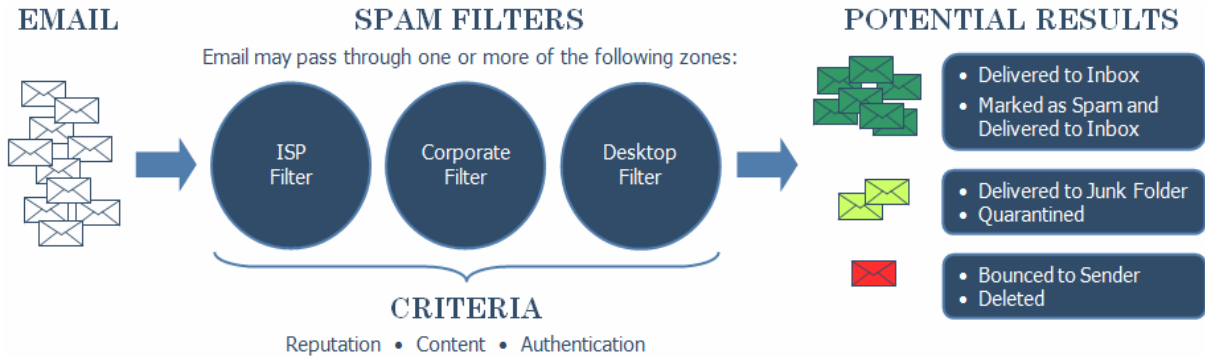 EMAIL
SPAM FILTERS
Email may pass through one or more of the following zones:
ISP
Filter
Corporate
Filter
Desktop
Filter
CRITERIA
Reputation • Content • Authentication
POTENTIAL RESULTS
• Delivered to Inbox
• Marked as Spam and
Delivered to Inbox
• Delivered to Junk Folder
• Quarantined
• Bounced to Sender
• Deleted